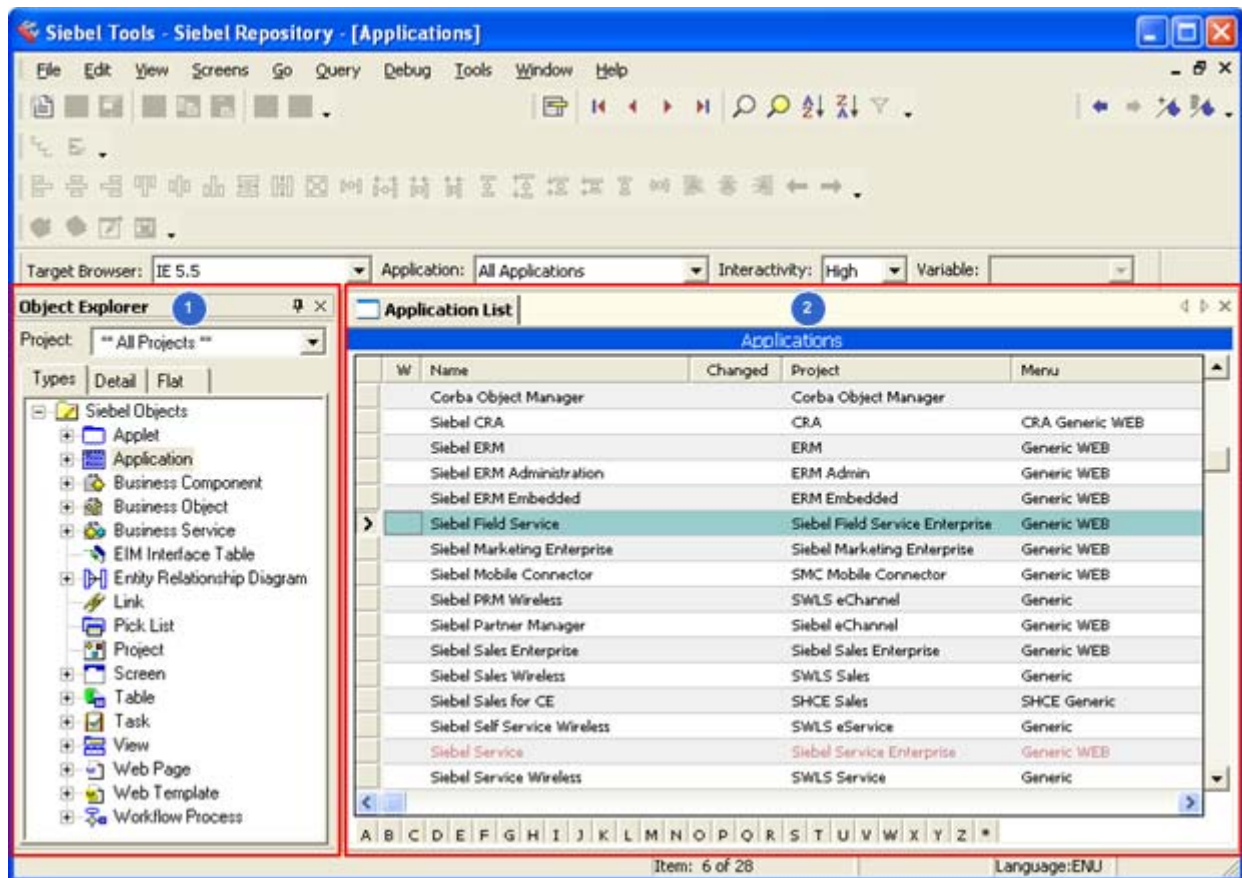 Siebel Tools - Siebel Repository - [Applications]
File Edit View Screens Go Query Debug Tools Window Help
Target Browser: IE 5.5 Application: All Applications Interactivity: High Variable:
Object Explorer 1
Project: ** All Projects **
Types Detail Flat
Siebel Objects
Applet
Application
Business Component
Business Object
Business Service
EIM Interface Table
Entity Relationship Diagram
Link
Pick List
Project
Screen
Table
Task
View
Web Page
Web Template
Workflow Process
Application List 2
Applications
W Name Changed Project Menu
Corba Object Manager Corba Object Manager
Siebel CRA CRA CRA Generic WEB
Siebel ERM ERM Generic WEB
Siebel ERM Administration ERM Admin Generic WEB
Siebel ERM Embedded ERM Embedded Generic WEB
Siebel Field Service Siebel Field Service Enterprise Generic WEB
Siebel Marketing Enterprise Siebel Marketing Enterprise Generic WEB
Siebel Mobile Connector SMC Mobile Connector Generic WEB
Siebel PRM Wireless SWLS eChannel Generic
Siebel Partner Manager Siebel eChannel Generic WEB
Siebel Sales Enterprise Siebel Sales Enterprise Generic WEB
Siebel Sales Wireless SWLS Sales Generic
Siebel Sales for CE SHCE Sales SHCE Generic
Siebel Self Service Wireless SWLS eService Generic
Siebel Service Siebel Service Enterprise Generic WEB
Siebel Service Wireless SWLS Service Generic
A B C D E F G H I J K L M N O P Q R S T U V W X Y Z *
Item: 6 of 28 Language:ENU